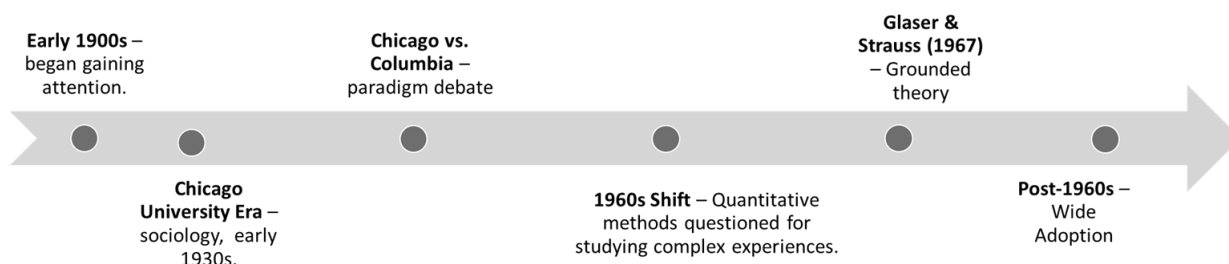 Early 1900s –
began gaining
attention.
Chicago
University Era –
sociology, early
1930s.
Chicago vs.
Columbia –
paradigm debate
1960s Shift – Quantitative
methods questioned for
studying complex experiences.
Glaser &
Strauss (1967)
– Grounded
theory
Post-1960s –
Wide
Adoption